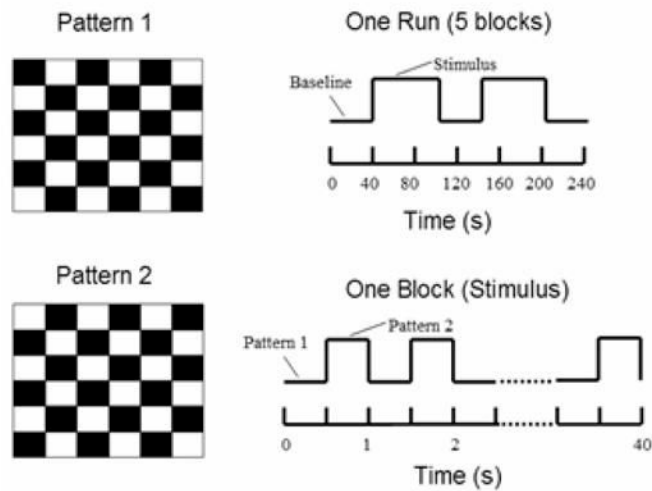 Pattern 1
One Run (5 blocks)
Stimulus
Baseline
0 40 80 120 160 200 240
Time (s)
Pattern 2
One Block (Stimulus)
Pattern 2
Pattern 1
0 1 2 40
Time (s)